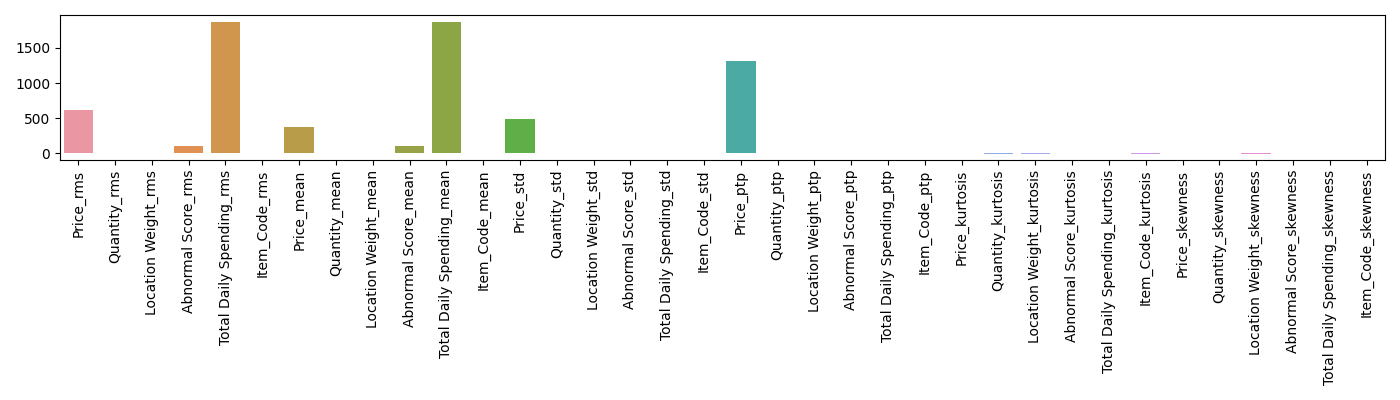 1500
1000
500
0
Price_rms
Quantity_rms
Location Weight_rms
Abnormal Score_rms
Total Daily Spending_rms
Item_Code_rms
Price_mean
Quantity_mean
Location Weight_mean
Abnormal Score_mean
Total Daily Spending_mean
Item_Code_mean
Price_std
Quantity_std
Location Weight_std
Abnormal Score_std
Total Daily Spending_std
Item_Code_std
Price_ptp
Quantity_ptp
Location Weight_ptp
Abnormal Score_ptp
Total Daily Spending_ptp
Item_Code_ptp
Price_kurtosis
Quantity_kurtosis
Location Weight_kurtosis
Abnormal Score_kurtosis
Total Daily Spending_kurtosis
Item_Code_kurtosis
Price_skewness
Quantity_skewness
Location Weight_skewness
Abnormal Score_skewness
Total Daily Spending_skewness
Item_Code_skewness